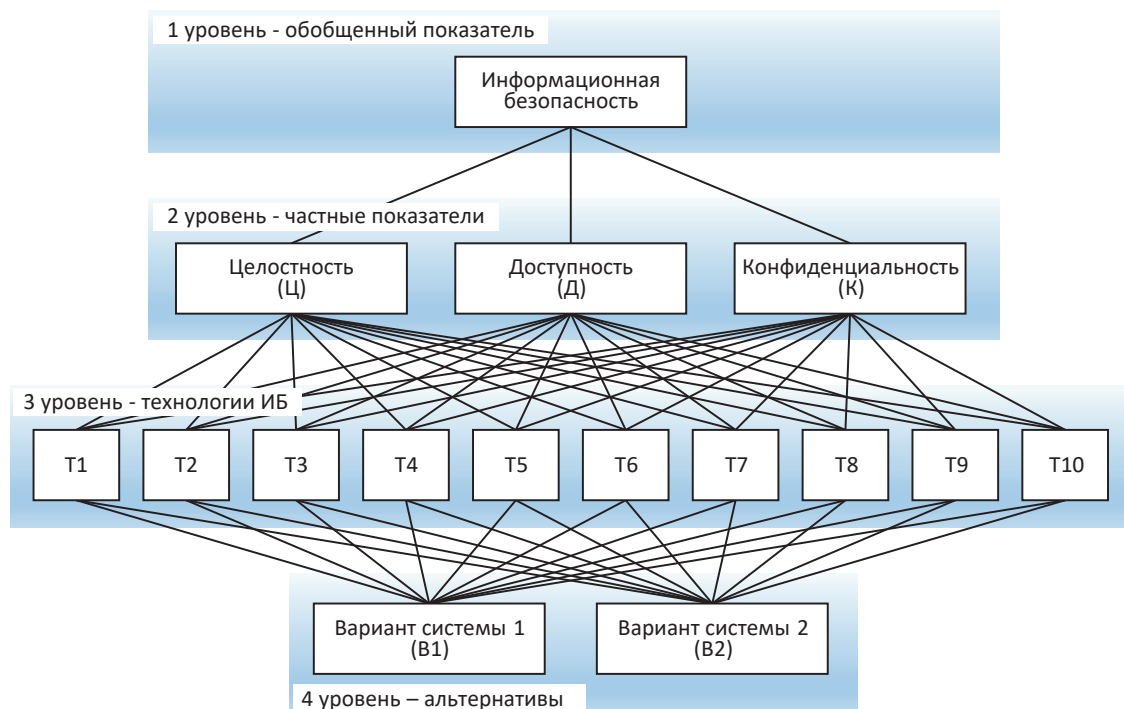 1 уровень - обобщенный показатель
Информационная
безопасность
2 уровень - частные показатели
Целостность
(Ц)
Доступность
(Д)
Конфиденциальность
(К)
3 уровень - технологии ИБ
Т1
Т2
Т3
Т4
Т5
Т6
Т7
Т8
Т9
Т10
Вариант системы 1
(В1)
Вариант системы 2
(В2)
4 уровень – альтернативы